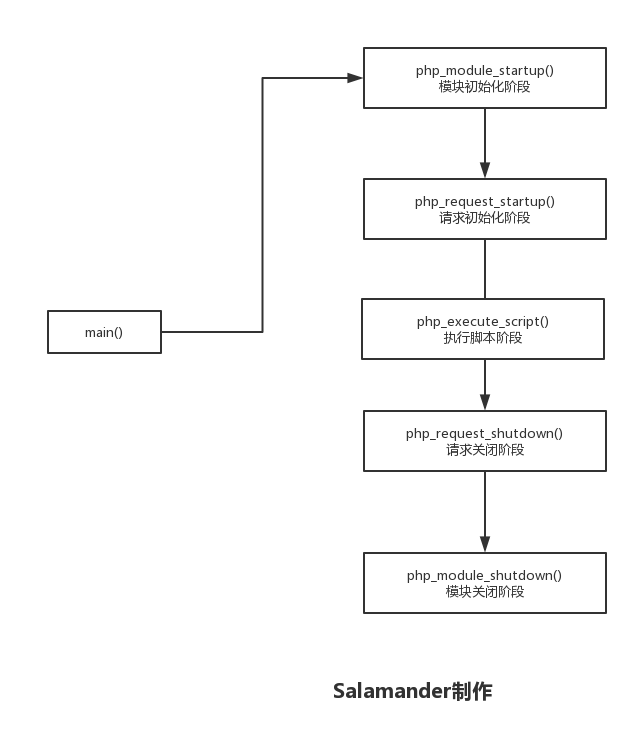 php_module_startup()
模块初始化阶段
php_request_startup()
请求初始化阶段
main()
php_execute_script()
执行脚本阶段
php_request_shutdown()
请求关闭阶段
php_module_shutdown()
模块关闭阶段
Salamander制作